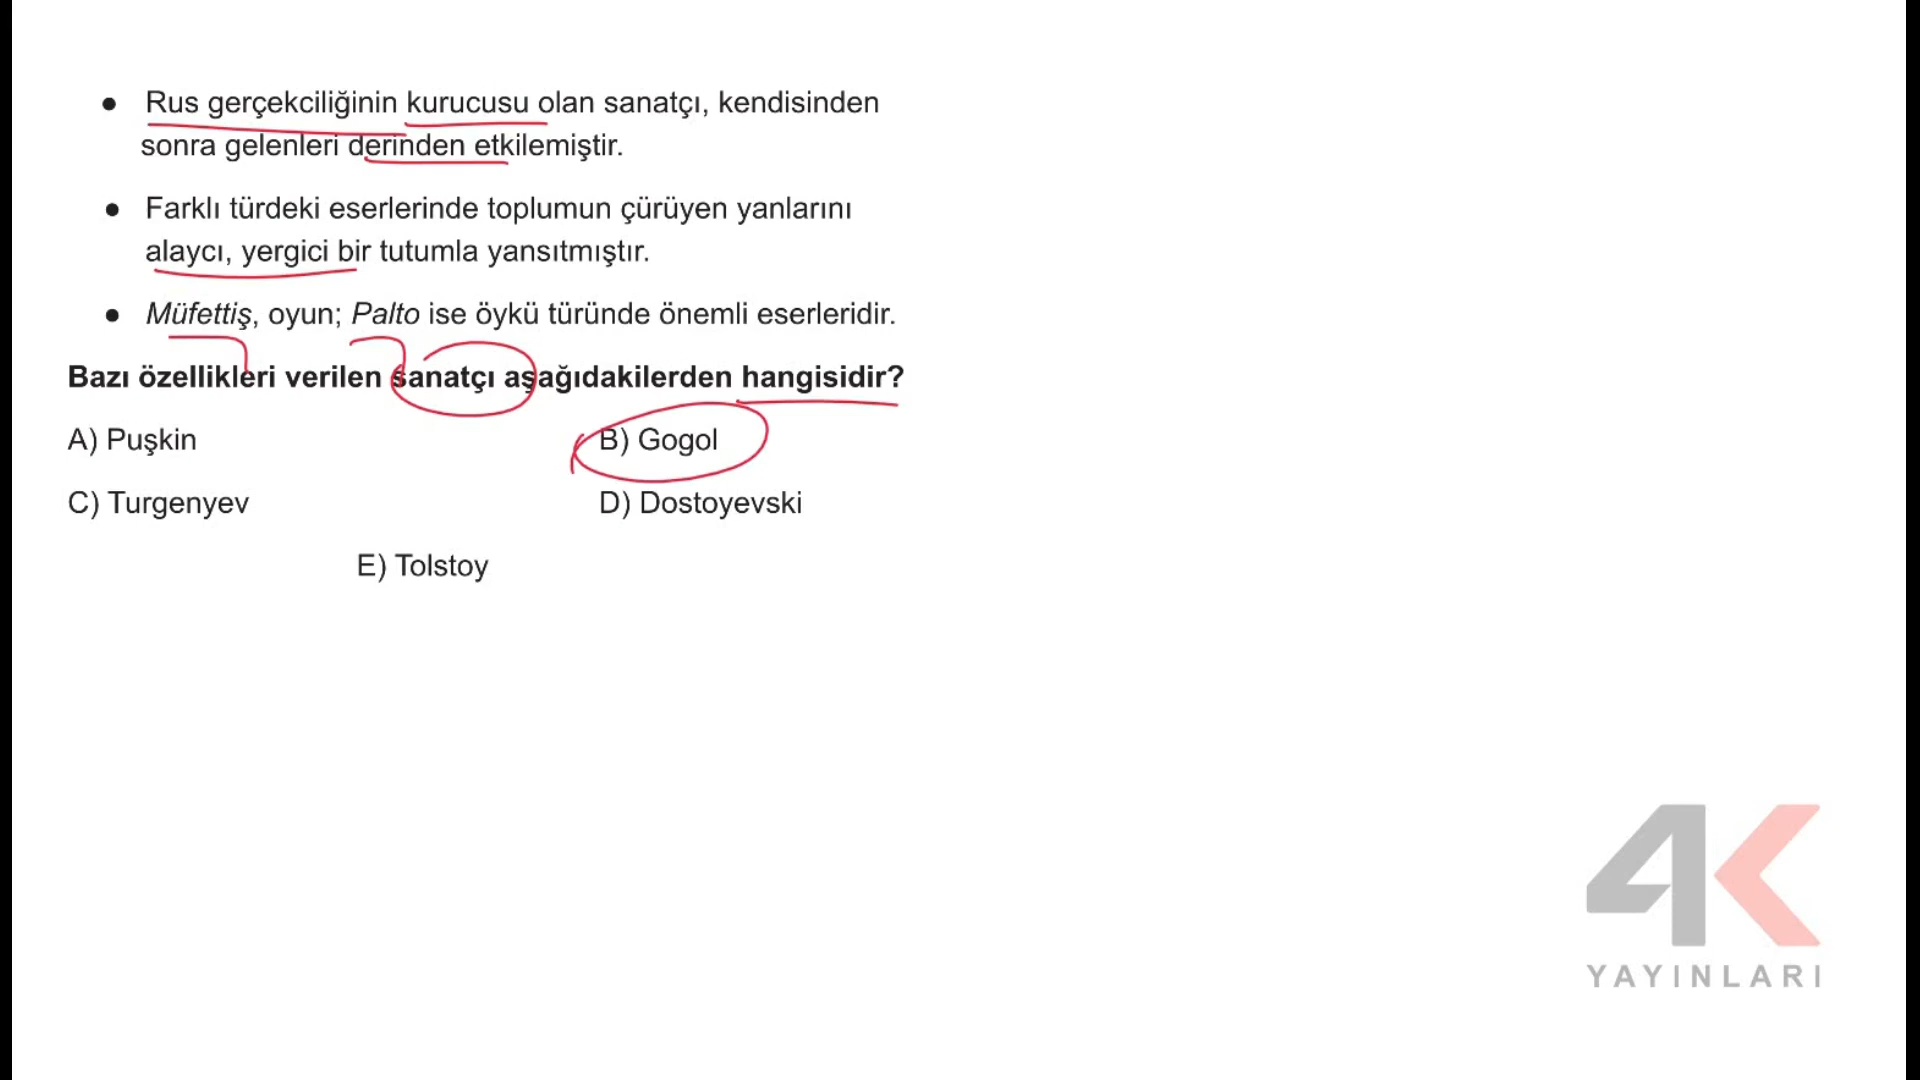 ● Rus gerçekciliğinin kurucusu olan sanatçı, kendisinden
sonra gelenleri derinden etkilemiştir.
● Farklı türdeki eserlerinde toplumun çürüyen yanlarını
alaycı, yergici bir tutumla yansıtmıştır.
● Müfettiş, oyun; Palto ise öykü türünde önemli eserleridir.
Bazı özellikleri verilen sanatçı aşağıdakilerden hangisidir?
A) Puşkin B) Gogol
C) Turgenyev D) Dostoyevski
E) Tolstoy
4K
YAYINLARI